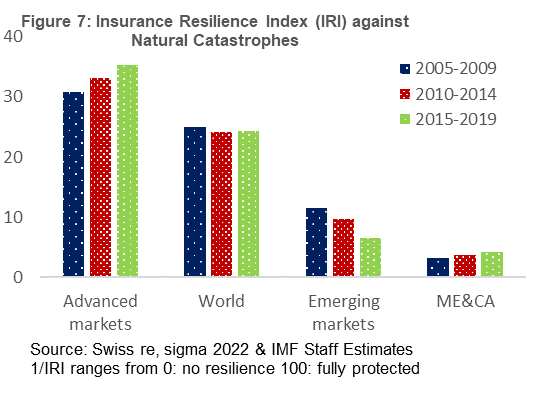 Figure 7: Insurance Resilience Index (IRI) against
Natural Catastrophes
40
30
20
10
0
2005-2009
2010-2014
2015-2019
Advanced
markets
World
Emerging
markets
ME&CA
Source: Swiss re, sigma 2022 & IMF Staff Estimates
1/IRI ranges from 0: no resilience 100: fully protected